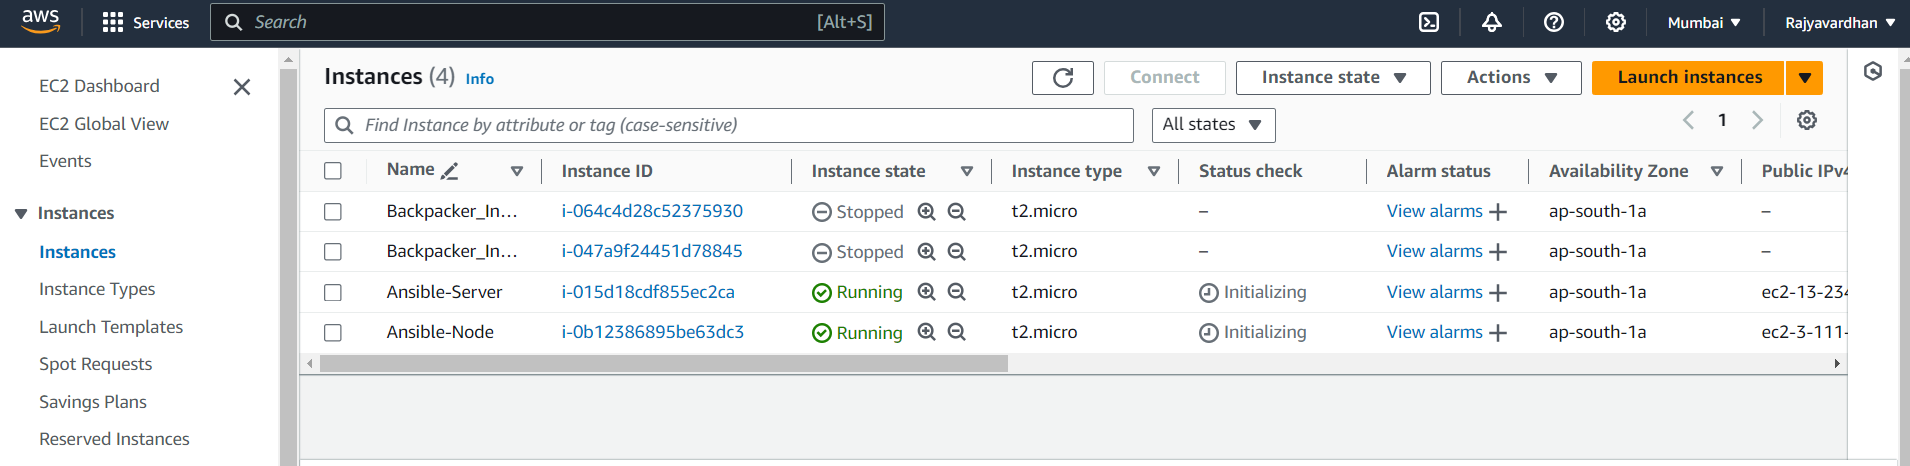 aws Services Search [Alt+S] Mumbai Rajyavardhan
EC2 Dashboard
EC2 Global View
Events
Instances
Instances
Instance Types
Launch Templates
Spot Requests
Savings Plans
Reserved Instances
Instances (4) Info Connect Instance state Actions Launch instances
Find Instance by attribute or tag (case-sensitive) All states 1
Name Instance ID Instance state Instance type Status check Alarm status Availability Zone Public IPv4
Backpacker_In... i-064c4d28c52375930 Stopped t2.micro – View alarms + ap-south-1a –
Backpacker_In... i-047a9f24451d78845 Stopped t2.micro – View alarms + ap-south-1a –
Ansible-Server i-015d18cdf855ec2ca Running t2.micro Initializing View alarms + ap-south-1a ec2-13-234
Ansible-Node i-0b12386895be63dc3 Running t2.micro Initializing View alarms + ap-south-1a ec2-3-111-